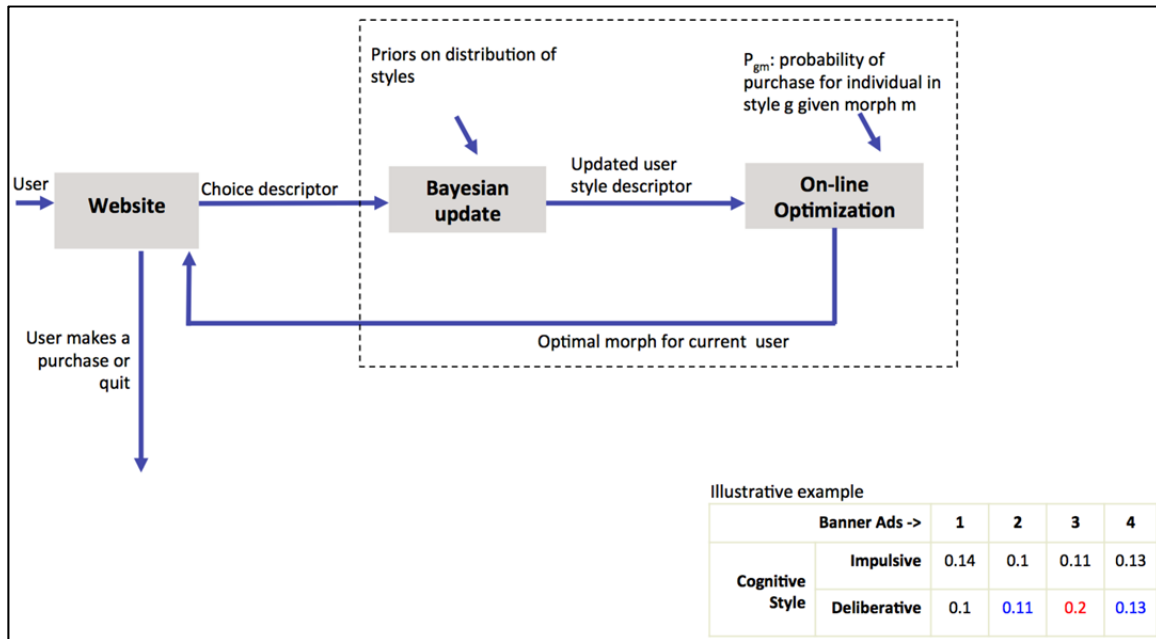 Priors on distribution of
styles
P_gm: probability of
purchase for individual in
style g given morph m
User
Website
Choice descriptor
Bayesian
update
Updated user
style descriptor
On-line
Optimization
Optimal morph for current user
User makes a
purchase or
quit
Illustrative example
Banner Ads -> 1 2 3 4
Cognitive
Style
Impulsive 0.14 0.1 0.11 0.13
Deliberative 0.1 0.11 0.2 0.13